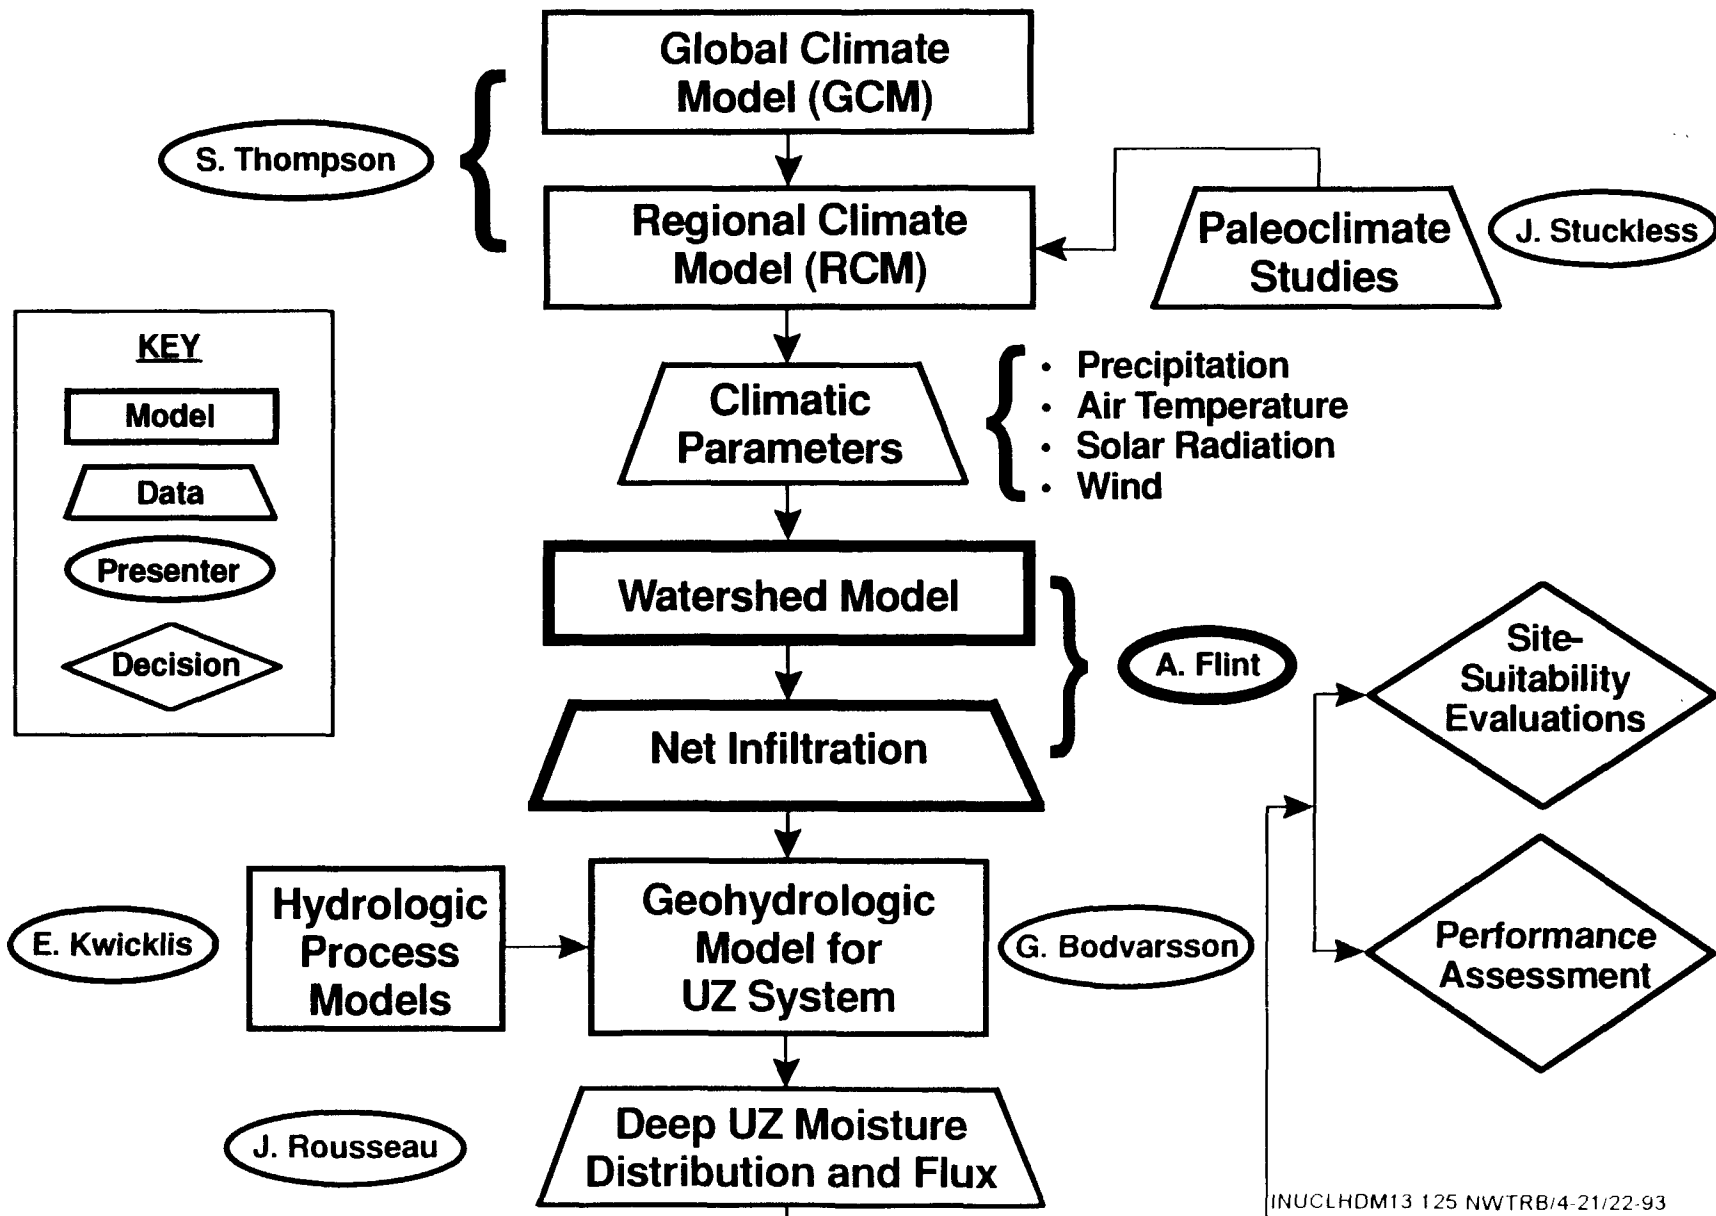 Global Climate
Model (GCM)
S. Thompson
Regional Climate
Model (RCM)
Paleoclimate
Studies
J. Stuckless
KEY
Model
Data
Presenter
Decision
Climatic
Parameters
• Precipitation
• Air Temperature
• Solar Radiation
• Wind
Watershed Model
A. Flint
Net Infiltration
Site-
Suitability
Evaluations
E. Kwicklis
Hydrologic
Process
Models
Geohydrologic
Model for
UZ System
G. Bodvarsson
Performance
Assessment
J. Rousseau
Deep UZ Moisture
Distribution and Flux
INUCLHDM13 125 NWTRB/4-21/22-93